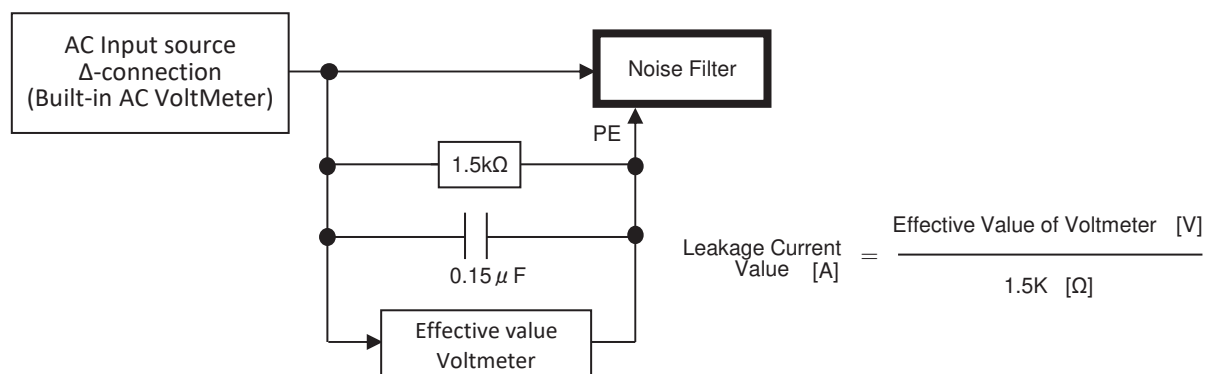 AC Input source
Δ-connection
(Built-in AC VoltMeter)
Noise Filter
PE
1.5kΩ
0.15μF
Effective value
Voltmeter
Leakage Current
Value [A]
=
Effective Value of Voltmeter [V]
1.5K [Ω]